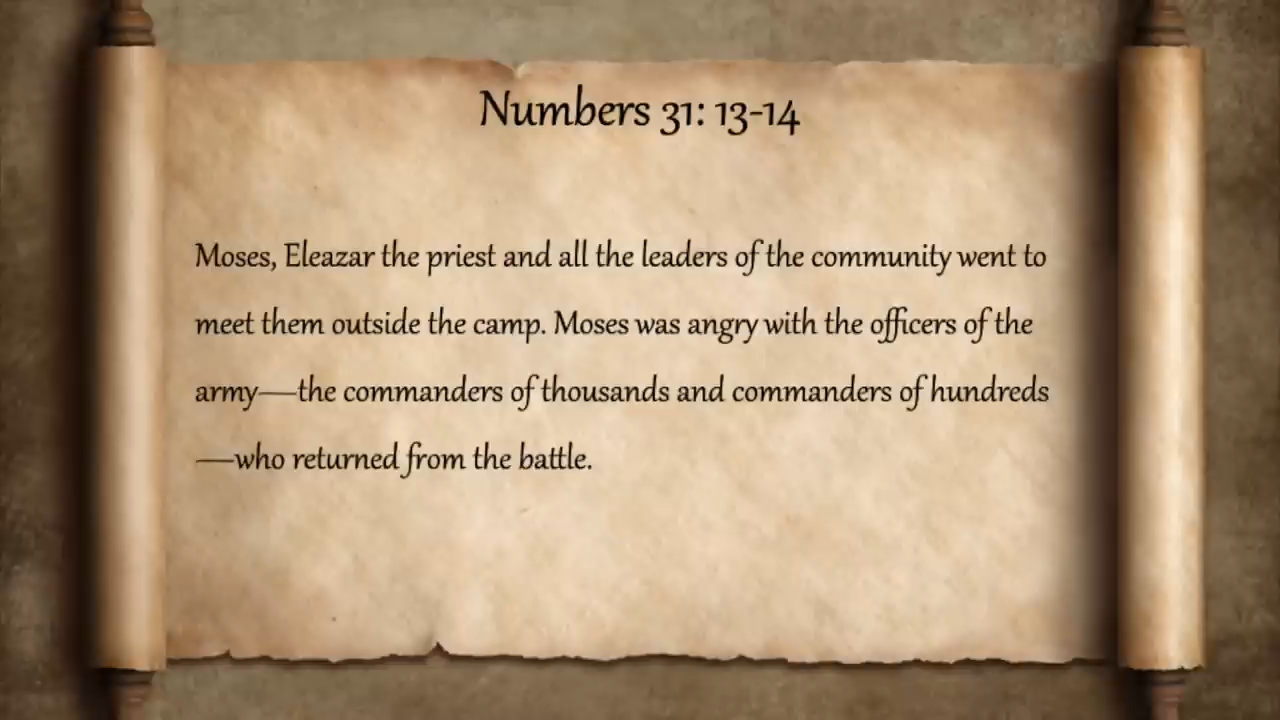 Numbers 31: 13-14
Moses, Eleazar the priest and all the leaders of the community went to
meet them outside the camp. Moses was angry with the officers of the
army—the commanders of thousands and commanders of hundreds
—who returned from the battle.